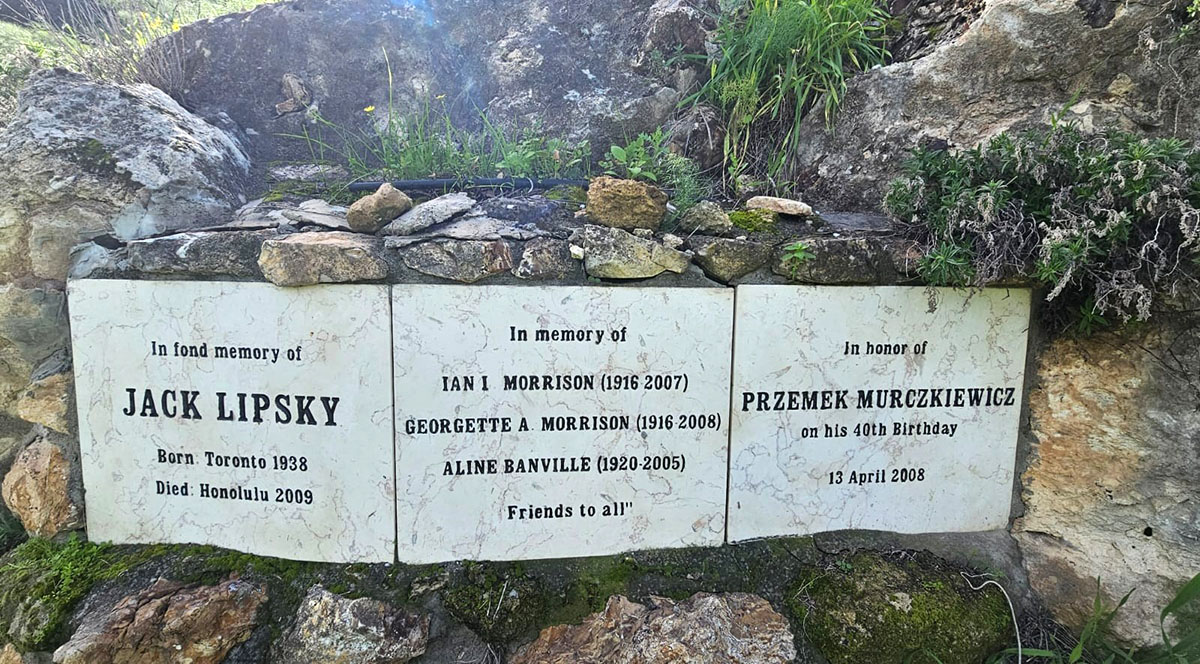 In fond memory of
JACK LIPSKY
Born: Toronto 1938
Died: Honolulu 2009
In memory of
IAN I. MORRISON (1916-2007)
GEORGETTE A. MORRISON (1916-2008)
ALINE BANVILLE (1920-2005)
Friends to all"
In honor of
PRZEMEK MURCZKIEWICZ
on his 40th Birthday
13 April 2008